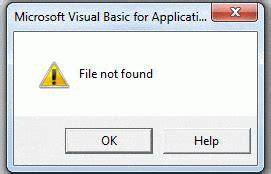 Microsoft Visual Basic for Applicati...
File not found
OK
Help